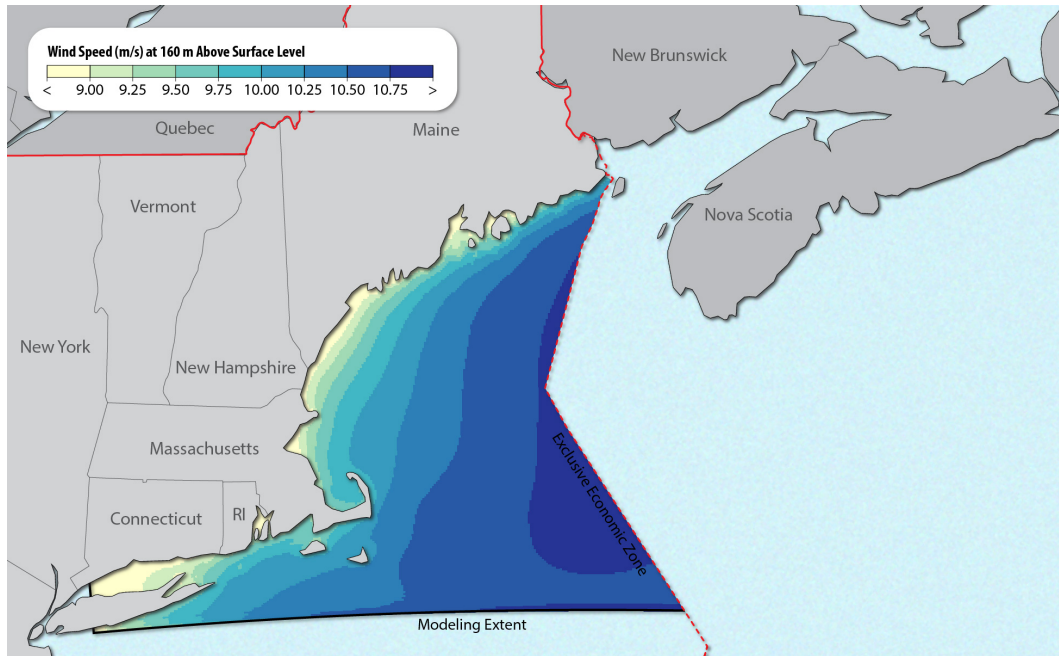 Wind Speed (m/s) at 160 m Above Surface Level
< 9.00 9.25 9.50 9.75 10.00 10.25 10.50 10.75 >
New Brunswick
Quebec
Maine
Vermont
Nova Scotia
New York
New Hampshire
Massachusetts
Exclusive Economic Zone
Connecticut
RI
Modeling Extent